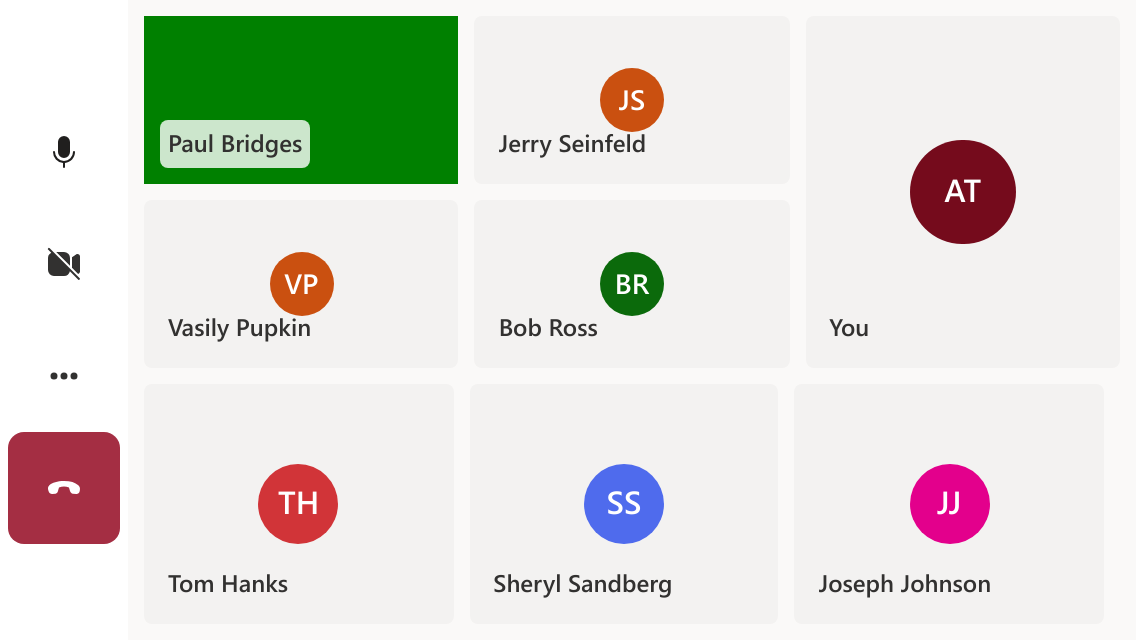 Paul Bridges
JS
Jerry Seinfeld
AT
You
VP
Vasily Pupkin
BR
Bob Ross
TH
Tom Hanks
SS
Sheryl Sandberg
JJ
Joseph Johnson